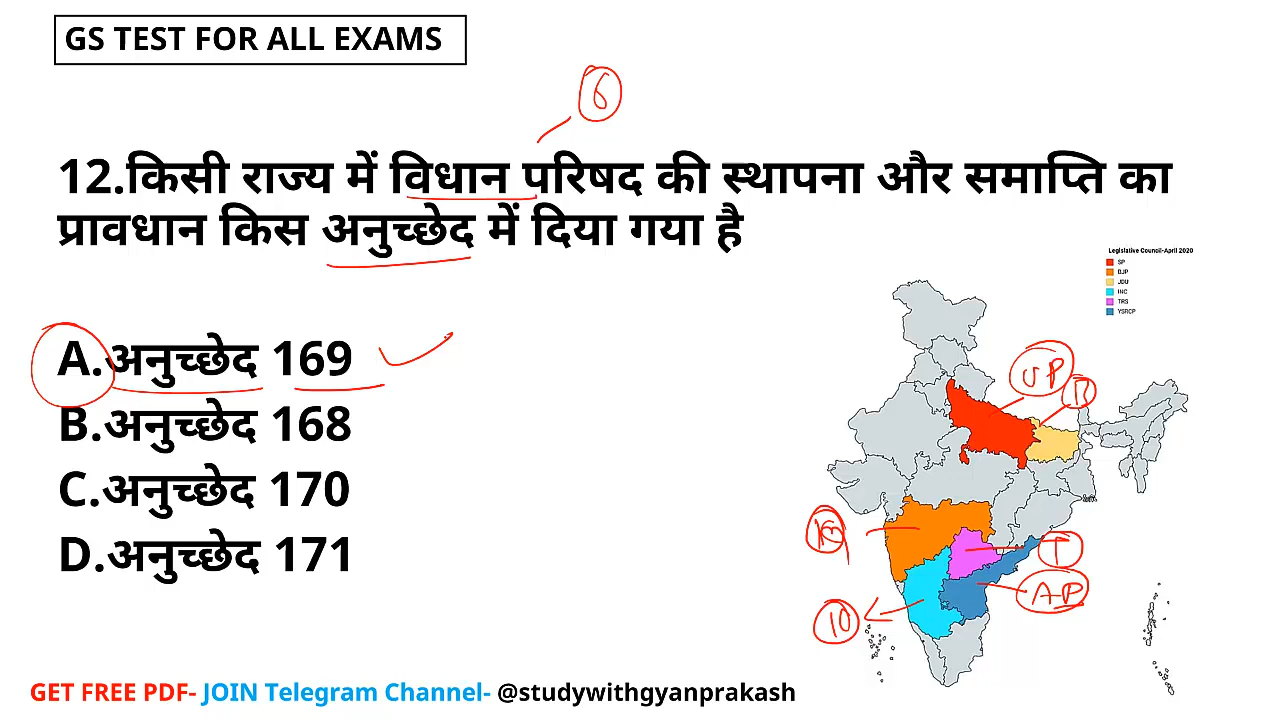 GS TEST FOR ALL EXAMS
6
12.किसी राज्य में विधान परिषद की स्थापना और समाप्ति का
प्रावधान किस अनुच्छेद में दिया गया है
Legislative Council-April 2020
SP
BJP
JDU
INC
TRS
YSRCP
A.अनुच्छेद 169
B.अनुच्छेद 168
C.अनुच्छेद 170
D.अनुच्छेद 171
UP
B
T
AP
GET FREE PDF- JOIN Telegram Channel- @studywithgyanprakash